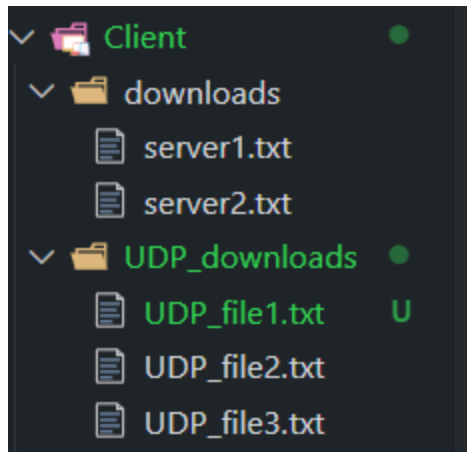 Client
downloads
server1.txt
server2.txt
UDP_downloads
UDP_file1.txt U
UDP_file2.txt
UDP_file3.txt